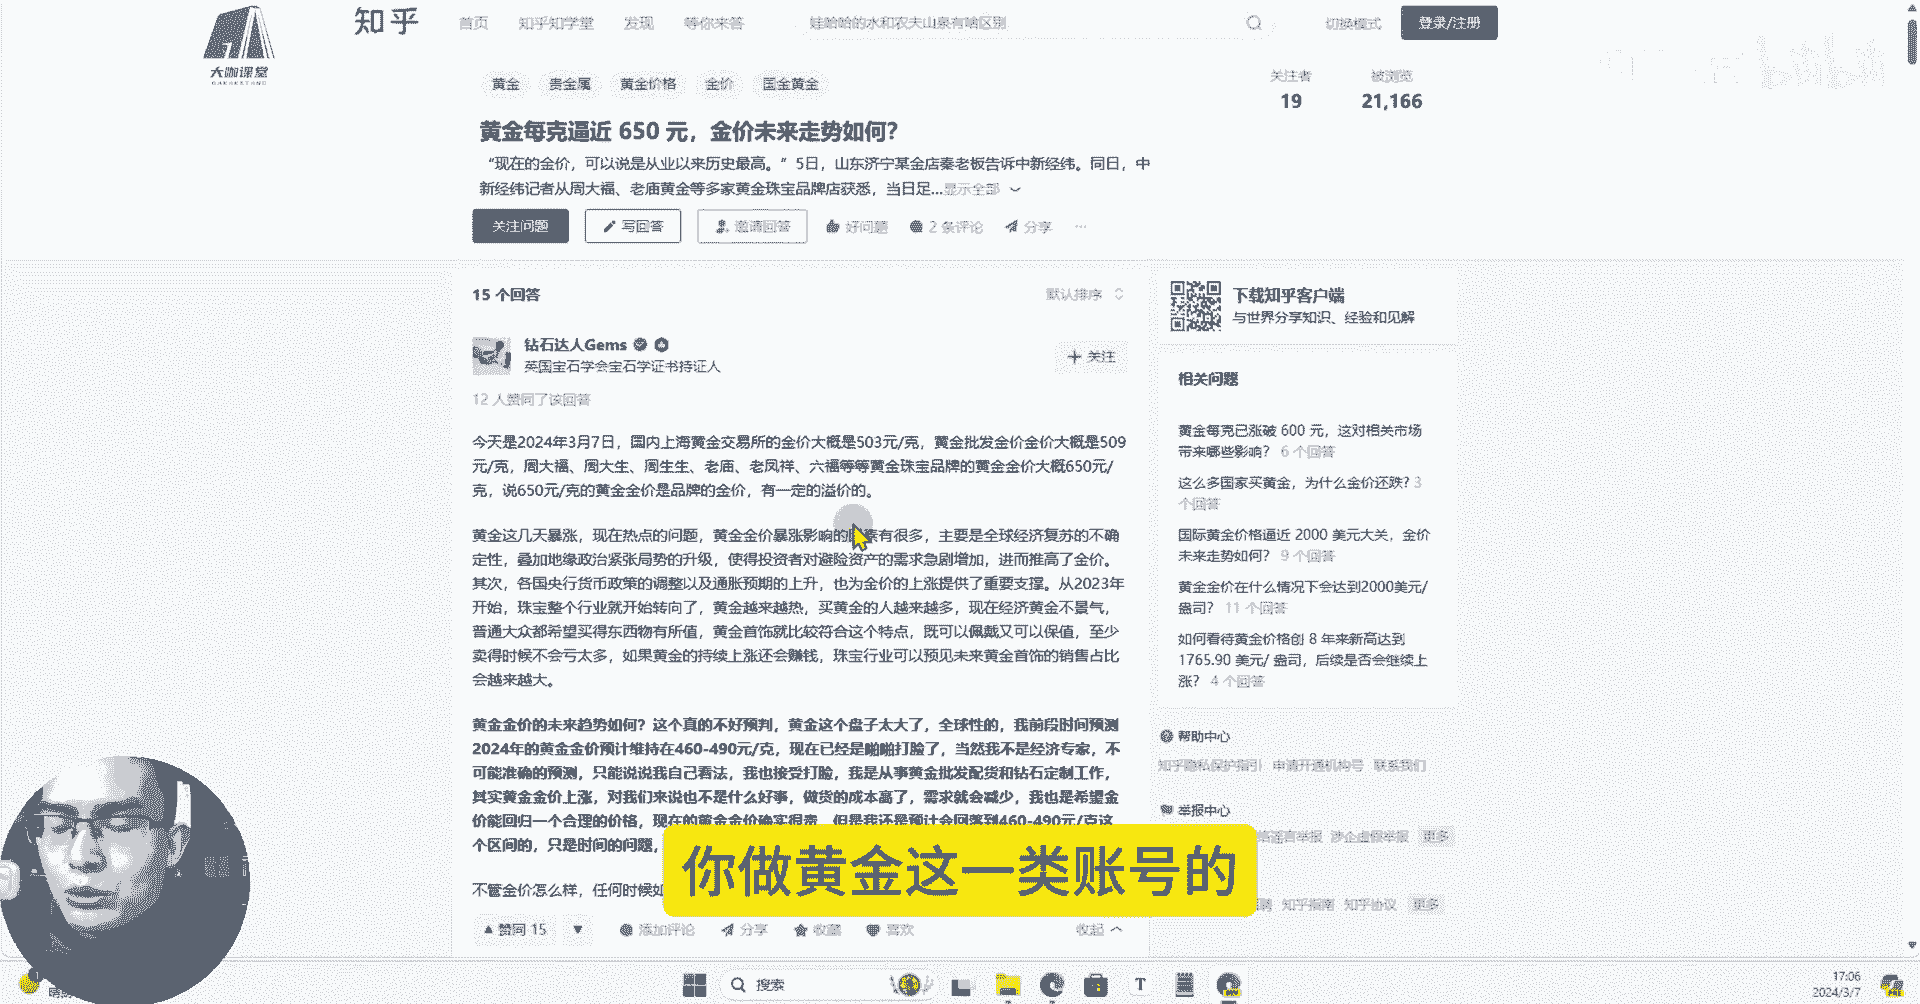 大咖课堂
知乎
首页 知乎知学堂 发现 等你来答
娃哈哈的水和农夫山泉有啥区别
切换模式
登录/注册
黄金 贵金属 黄金价格 金价 国金黄金
关注者 被浏览
19 21,166
黄金每克逼近 650 元，金价未来走势如何？
“现在的金价，可以说是从业以来历史最高。”5日，山东济宁某金店秦老板告诉中新经纬。同日，中
新经纬记者从周大福、老庙黄金等多家黄金珠宝品牌店获悉，当日足...显示全部
关注问题 写回答 邀请回答 好问题 2 条评论 分享 ...
15 个回答
默认排序
钻石达人Gems
英国宝石学会宝石学证书持证人
+ 关注
12 人赞同了该回答
今天是2024年3月7日，国内上海黄金交易所的金价大概是503元/克，黄金批发金价金价大概是509
元/克，周大福、周大生、周生生、老庙、老凤祥、六福等等黄金珠宝品牌的黄金金价大概650元/
克，说650元/克的黄金金价是品牌的金价，有一定的溢价的。
黄金这几天暴涨，现在热点的问题，黄金金价暴涨影响的因素有很多，主要是全球经济复苏的不确
定性，叠加地缘政治紧张局势的升级，使得投资者对避险资产的需求急剧增加，进而推高了金价。
其次，各国央行货币政策的调整以及通胀预期的上升，也为金价的上涨提供了重要支撑。从2023年
开始，珠宝整个行业就开始转向了，黄金越来越热，买黄金的人越来越多，现在经济黄金不景气，
普通大众都希望买得东西物有所值，黄金首饰就比较符合这个特点，既可以佩戴又可以保值，至少
卖得时候不会亏太多，如果黄金的持续上涨还会赚钱，珠宝行业可以预见未来黄金首饰的销售占比
会越来越大。
黄金金价的未来趋势如何？这个真的不好预判，黄金这个盘子太大了，全球性的，我前段时间预测
2024年的黄金金价预计维持在460-490元/克，现在已经是啪啪打脸了，当然我不是经济专家，不
可能准确的预测，只能说说我自己看法，我也接受打脸，我是从事黄金批发配货和钻石定制工作，
其实黄金金价上涨，对我们来说也不是什么好事，做货的成本高了，需求就会减少，我也是希望金
价能回归一个合理的价格，现在的黄金金价确实很贵，但是我还是预计会回落到460-490元/克这
个区间的，只是时间的问题，
不管金价怎么样，任何时候
赞同 15 添加评论 分享 收藏 喜欢 收起
下载知乎客户端
与世界分享知识、经验和见解
相关问题
黄金每克已涨破 600 元，这对相关市场
带来哪些影响？ 6 个回答
这么多国家买黄金，为什么金价还跌? 3
个回答
国际黄金价格逼近 2000 美元大关，金价
未来走势如何？ 9 个回答
黄金金价在什么情况下会达到2000美元/
盎司？ 11 个回答
如何看待黄金价格创 8 年来新高达到
1765.90 美元/ 盎司，后续是否会继续上
涨？ 4 个回答
帮助中心
知乎隐私保护指引 申请开通机构号 联系我们
举报中心
谣言举报 涉企虚假举报 更多
知乎指南 知乎协议 更多
你做黄金这一类账号的
搜索
17:06
2024/3/7